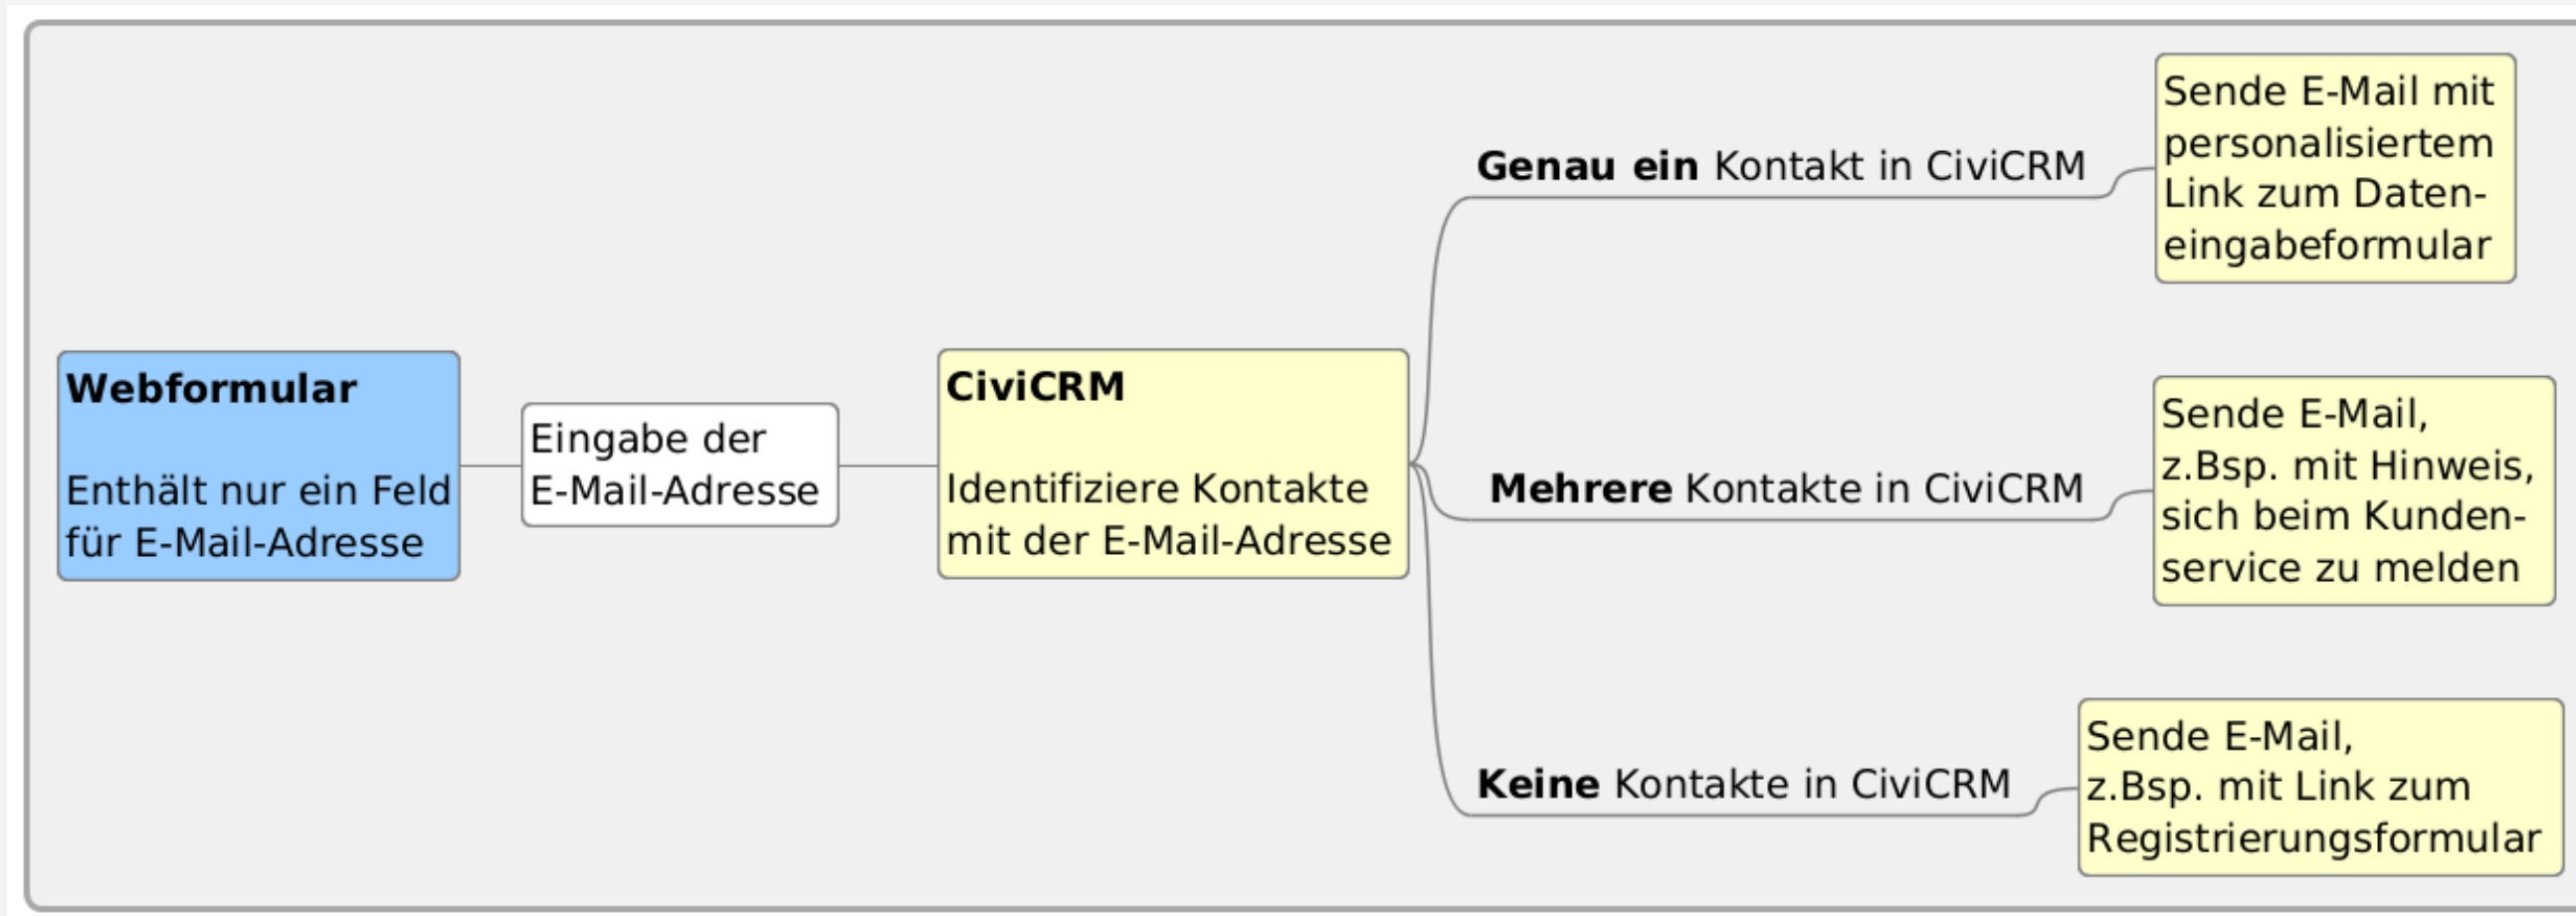 Webformular
Enthält nur ein Feld
für E-Mail-Adresse
Eingabe der
E-Mail-Adresse
CiviCRM
Identifiziere Kontakte
mit der E-Mail-Adresse
Genau ein Kontakt in CiviCRM
Sende E-Mail mit
personalisiertem
Link zum Daten-
eingabeformular
Mehrere Kontakte in CiviCRM
Sende E-Mail,
z.Bsp. mit Hinweis,
sich beim Kunden-
service zu melden
Keine Kontakte in CiviCRM
Sende E-Mail,
z.Bsp. mit Link zum
Registrierungsformular